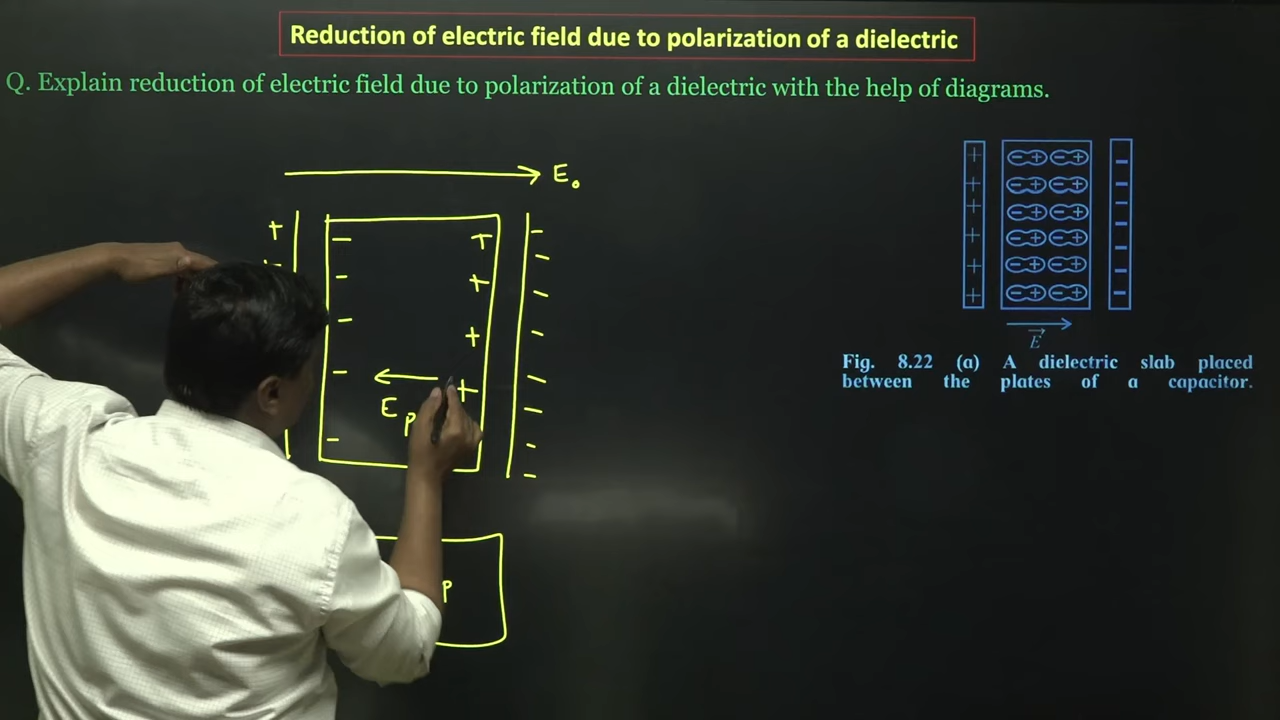 Reduction of electric field due to polarization of a dielectric
Q. Explain reduction of electric field due to polarization of a dielectric with the help of diagrams.
E₀
E_P
P
E⃗
Fig. 8.22 (a) A dielectric slab placed
between the plates of a capacitor.